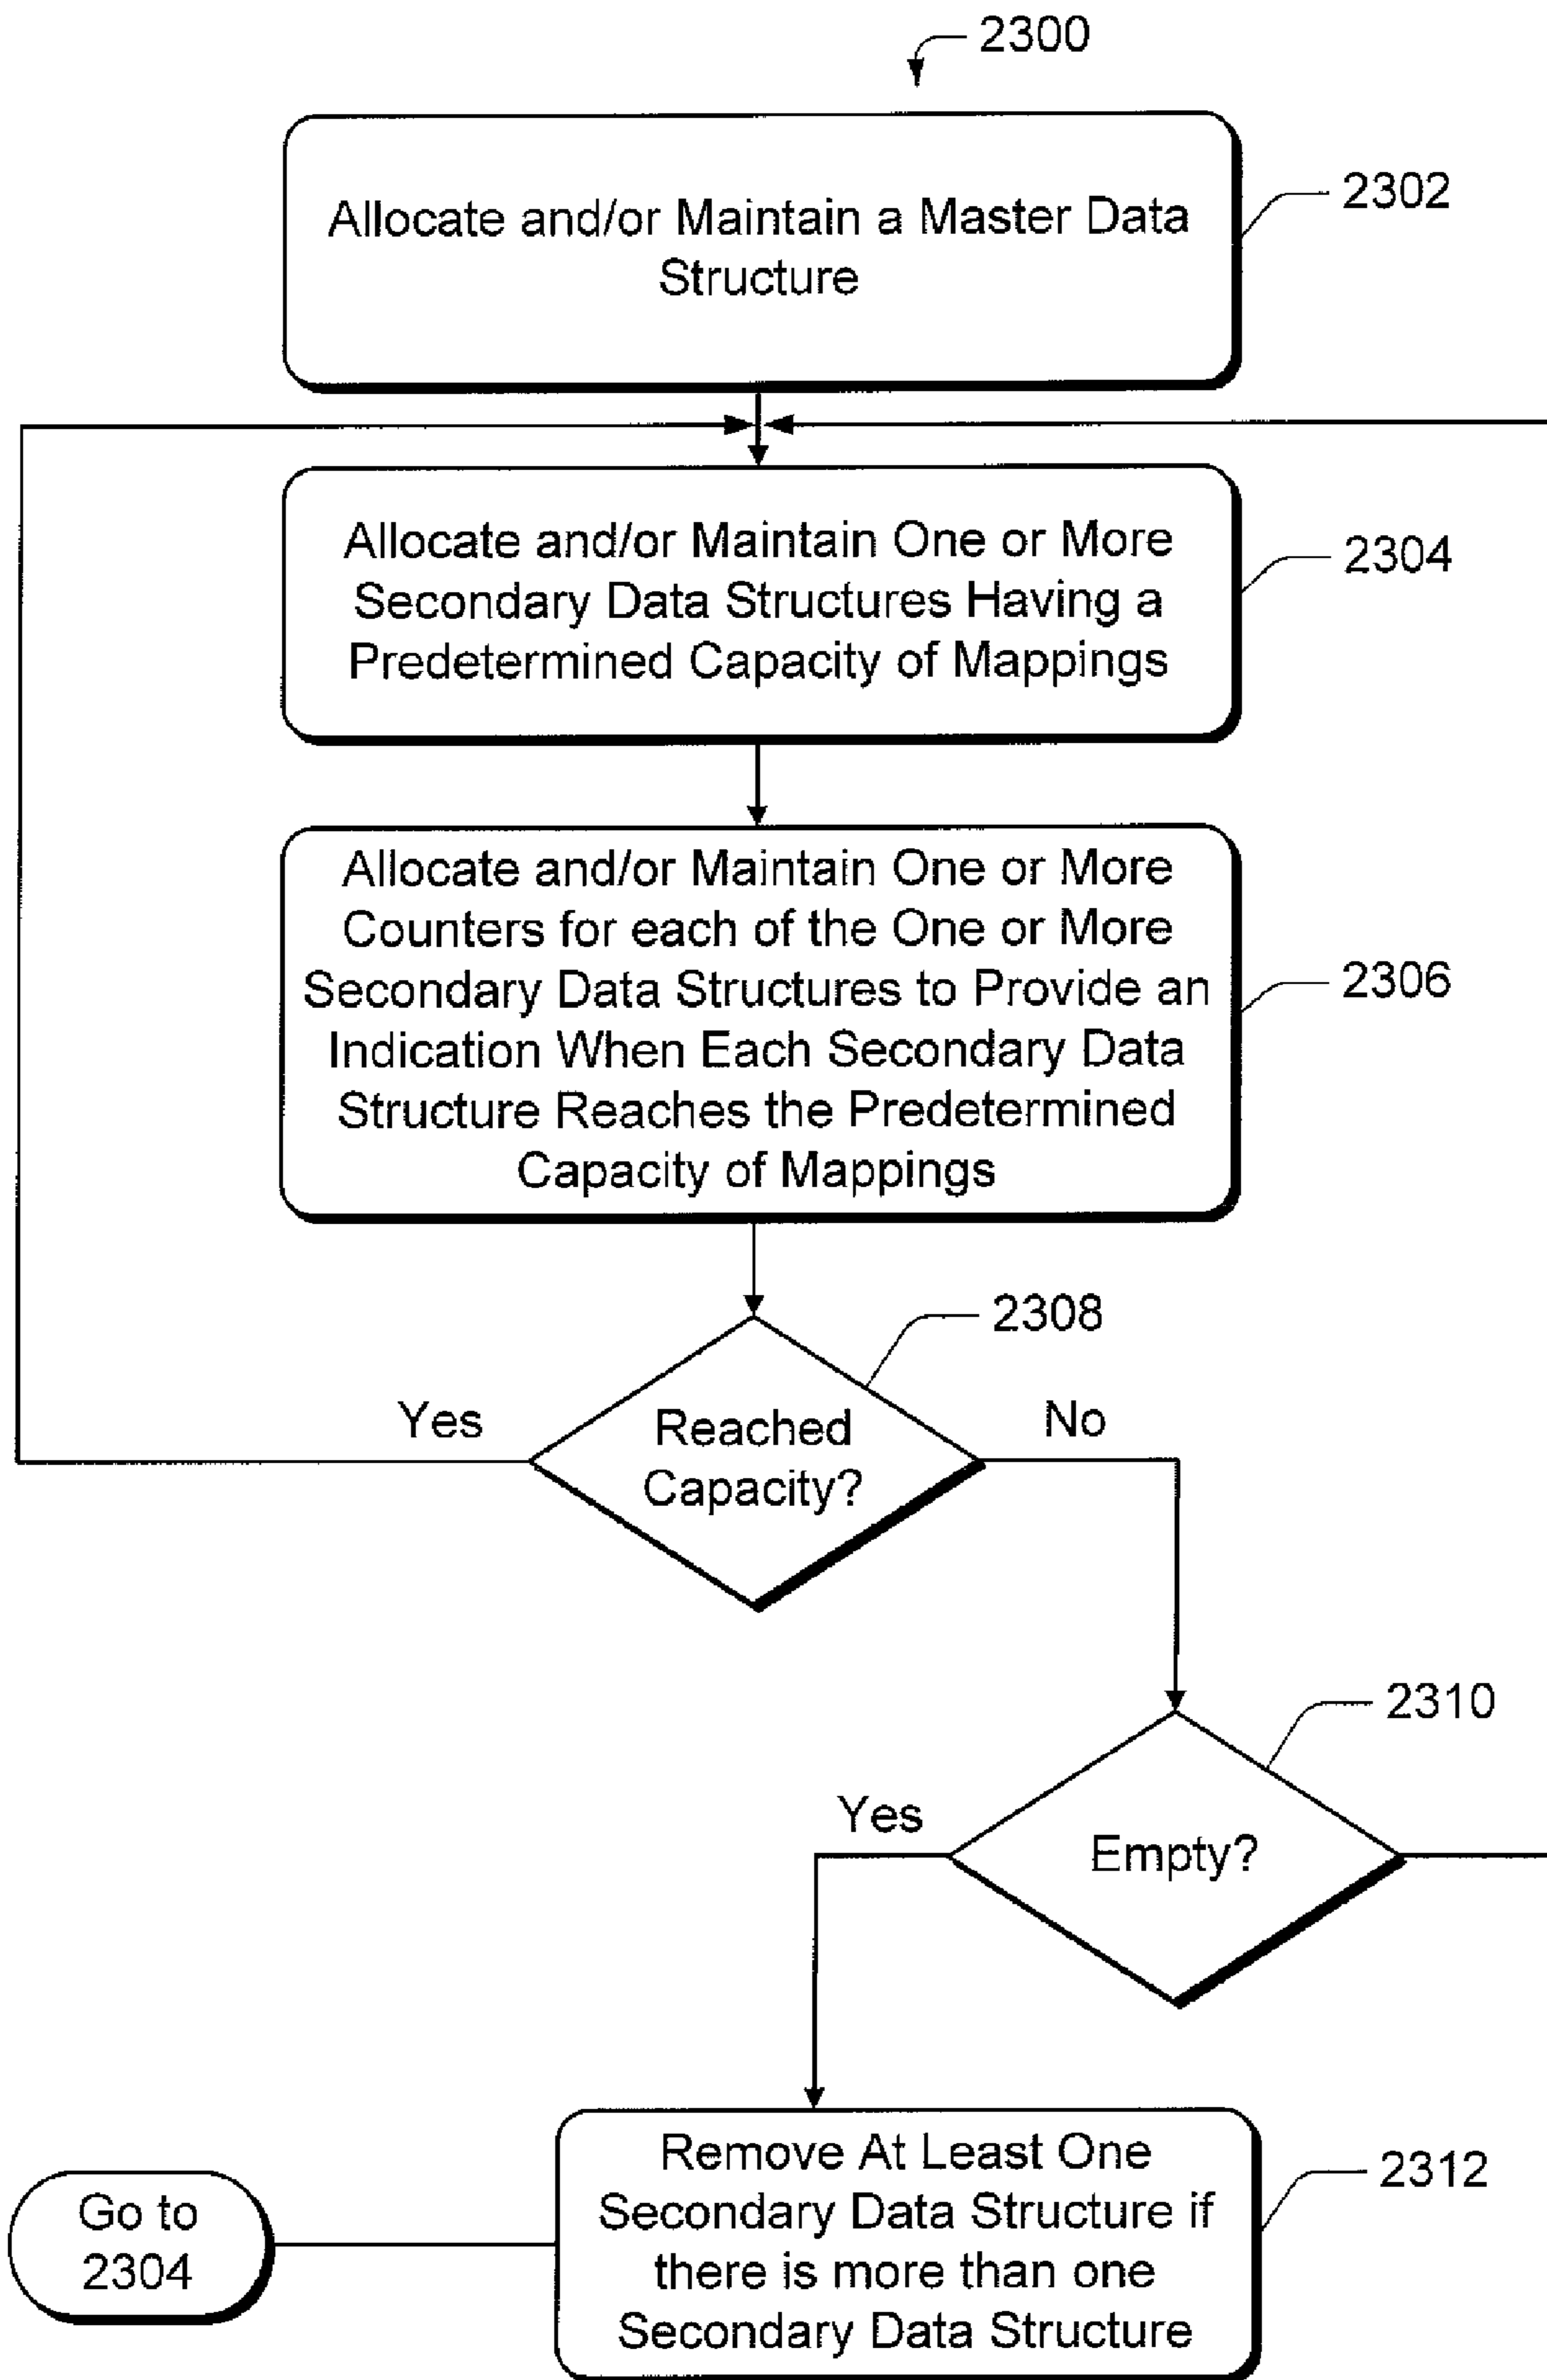 2300
Allocate and/or Maintain a Master Data
Structure
2302
Allocate and/or Maintain One or More
Secondary Data Structures Having a
Predetermined Capacity of Mappings
2304
Allocate and/or Maintain One or More
Counters for each of the One or More
Secondary Data Structures to Provide an
Indication When Each Secondary Data
Structure Reaches the Predetermined
Capacity of Mappings
2306
2308
Yes
Reached
Capacity?
No
2310
Yes
Empty?
Remove At Least One
Secondary Data Structure if
there is more than one
Secondary Data Structure
2312
Go to
2304